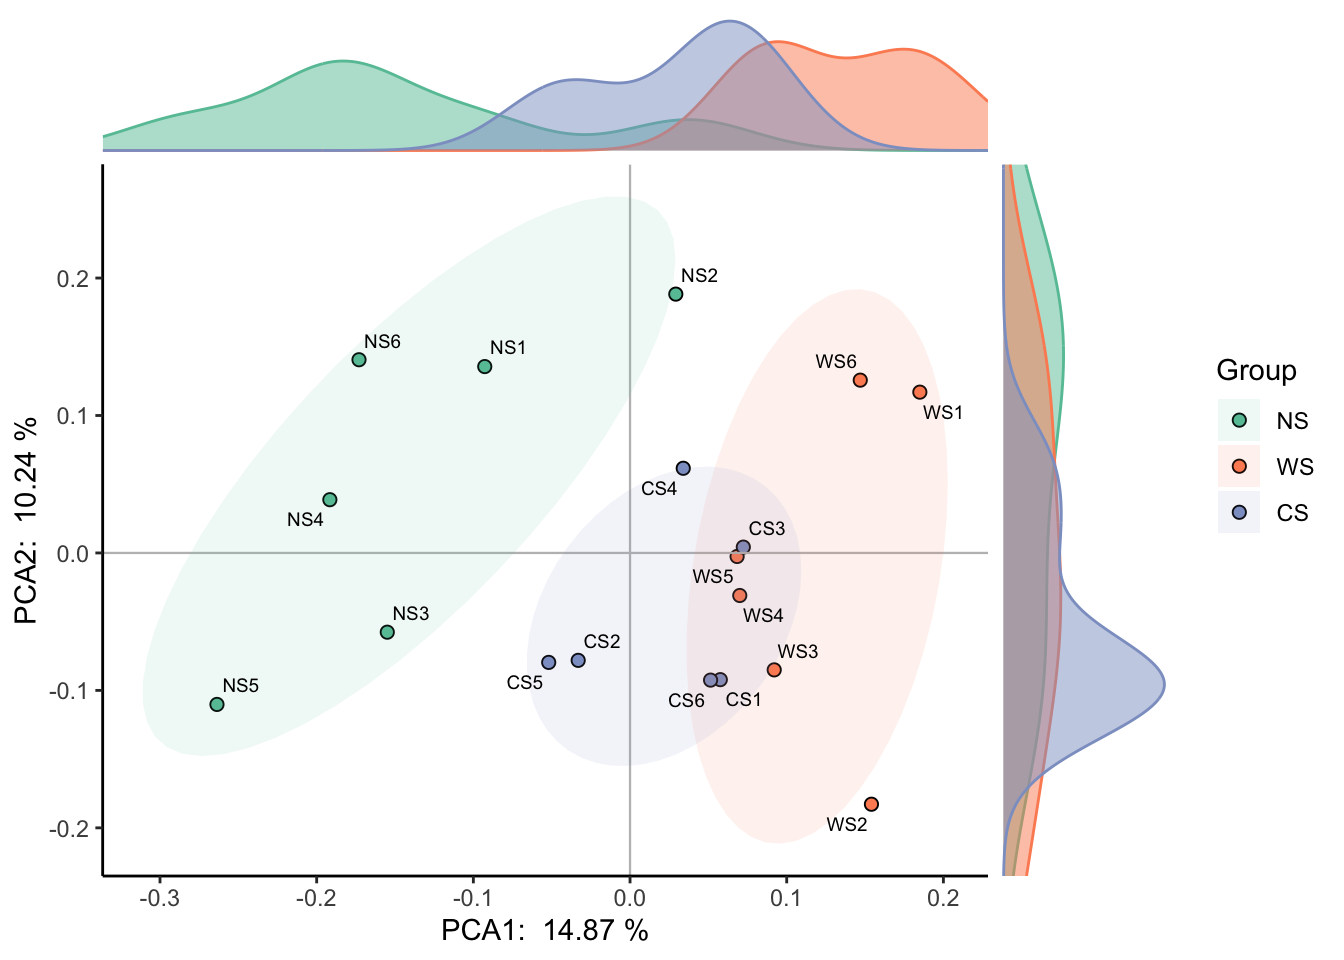 NS2
NS6
NS1
WS6
WS1
CS4
NS4
CS3
WS5
WS4
NS3
CS2
WS3
CS5
NS5
CS6
CS1
WS2
0.2
0.1
0.0
-0.1
-0.2
PCA2:  10.24 %
-0.3
-0.2
-0.1
0.0
0.1
0.2
PCA1:  14.87 %
Group
NS
WS
CS